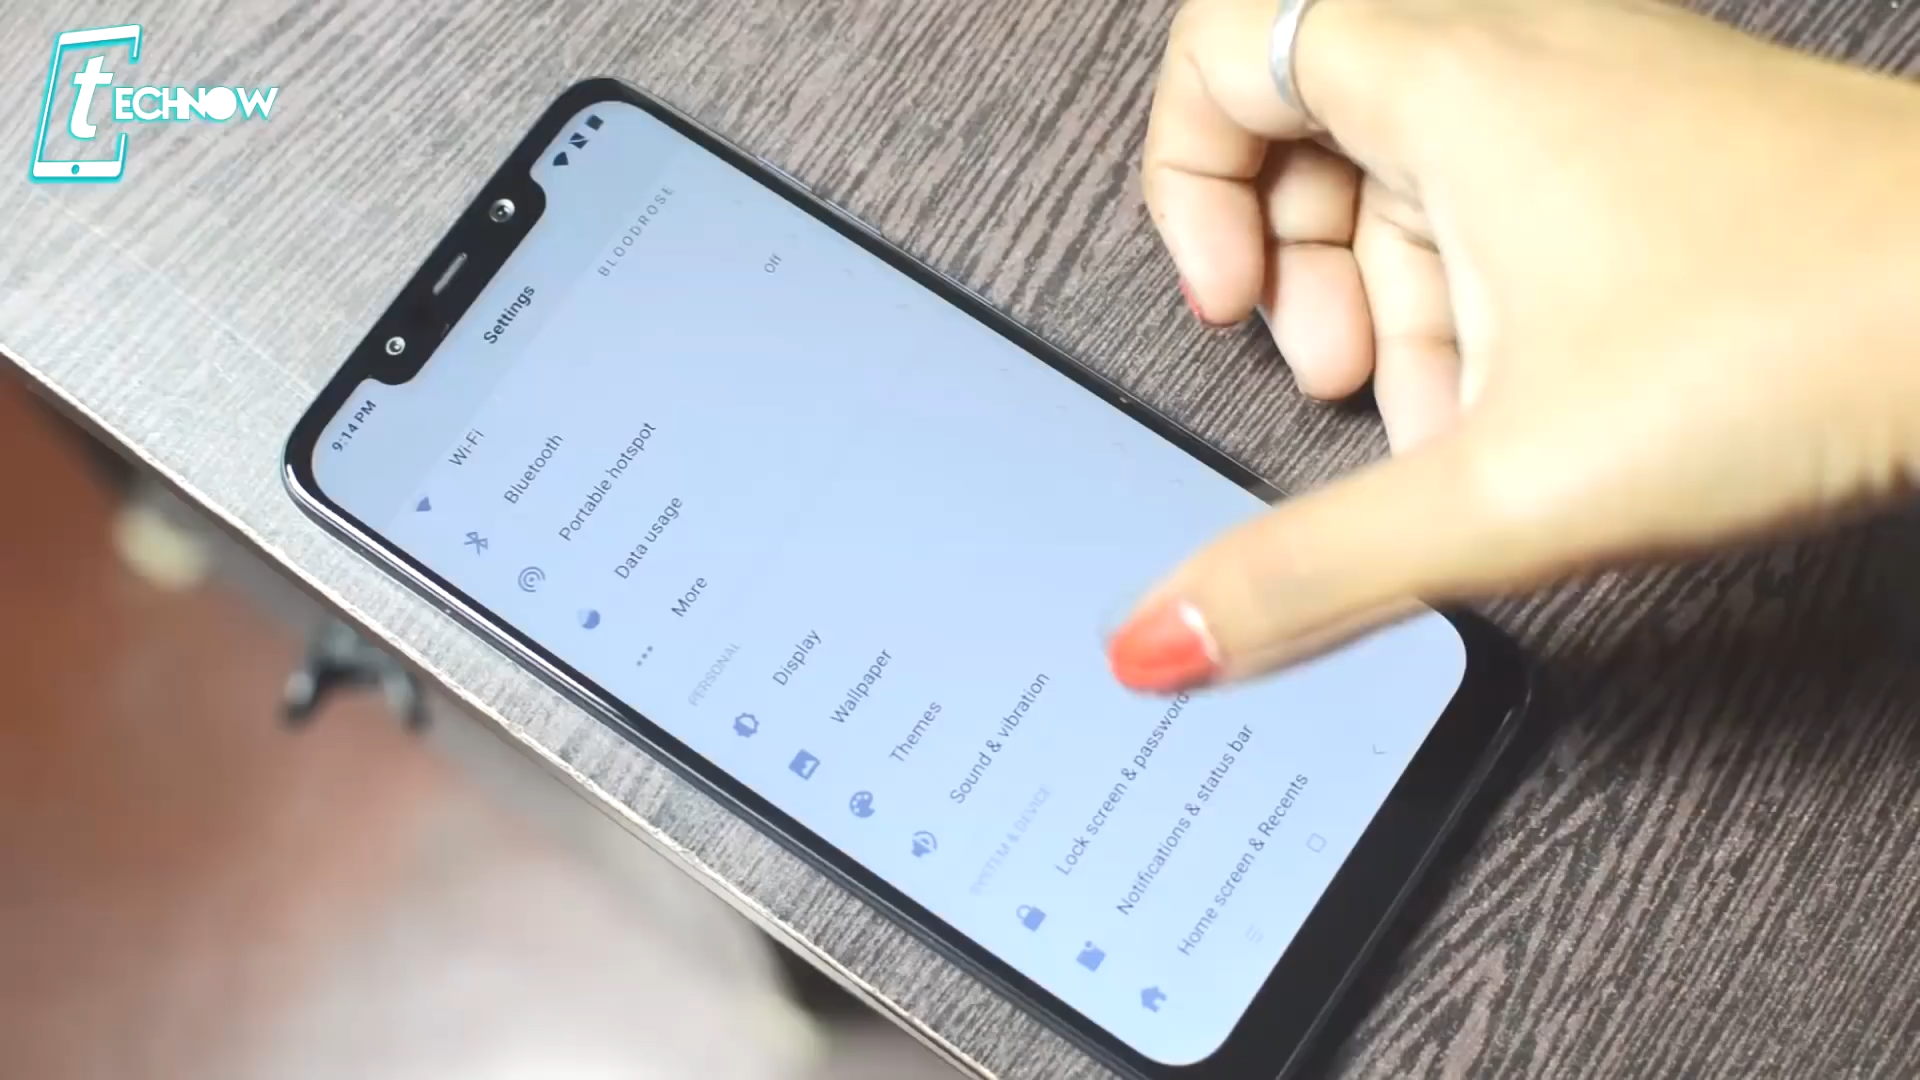 tECHNOW
9:14 PM
Settings
Wi-Fi
BLOODROSE
Bluetooth
Portable hotspot
Off
Data usage
More
PERSONAL
Display
Wallpaper
Themes
Sound & vibration
SYSTEM & DEVICE
Lock screen & password
Notifications & status bar
Home screen & Recents